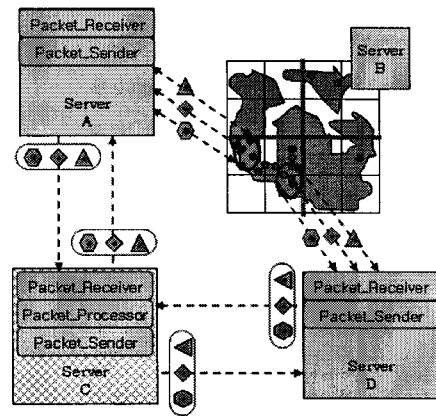 Packet_Receiver
Packet_Sender
Server
A
Server
B
Packet_Receiver
Packet_Processor
Packet_Sender
Server
C
Packet_Receiver
Packet_Sender
Server
D